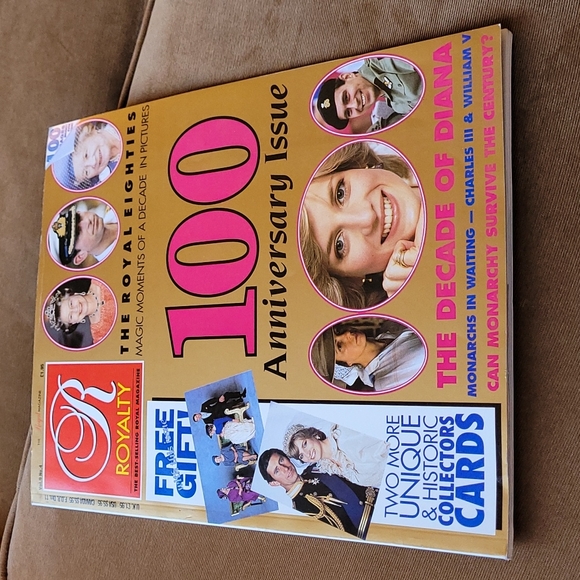 R
ROYALTY
THE BEST-SELLING ROYAL MAGAZINE
THE ROYAL EIGHTIES
MAGIC MOMENTS OF A DECADE IN PICTURES
100
100
Anniversary Issue
FREE
GIFT!
TWO MORE
UNIQUE
& HISTORIC
COLLECTORS
CARDS
THE DECADE OF DIANA
MONARCHS IN WAITING — CHARLES III & WILLIAM V
CAN MONARCHY SURVIVE THE CENTURY?